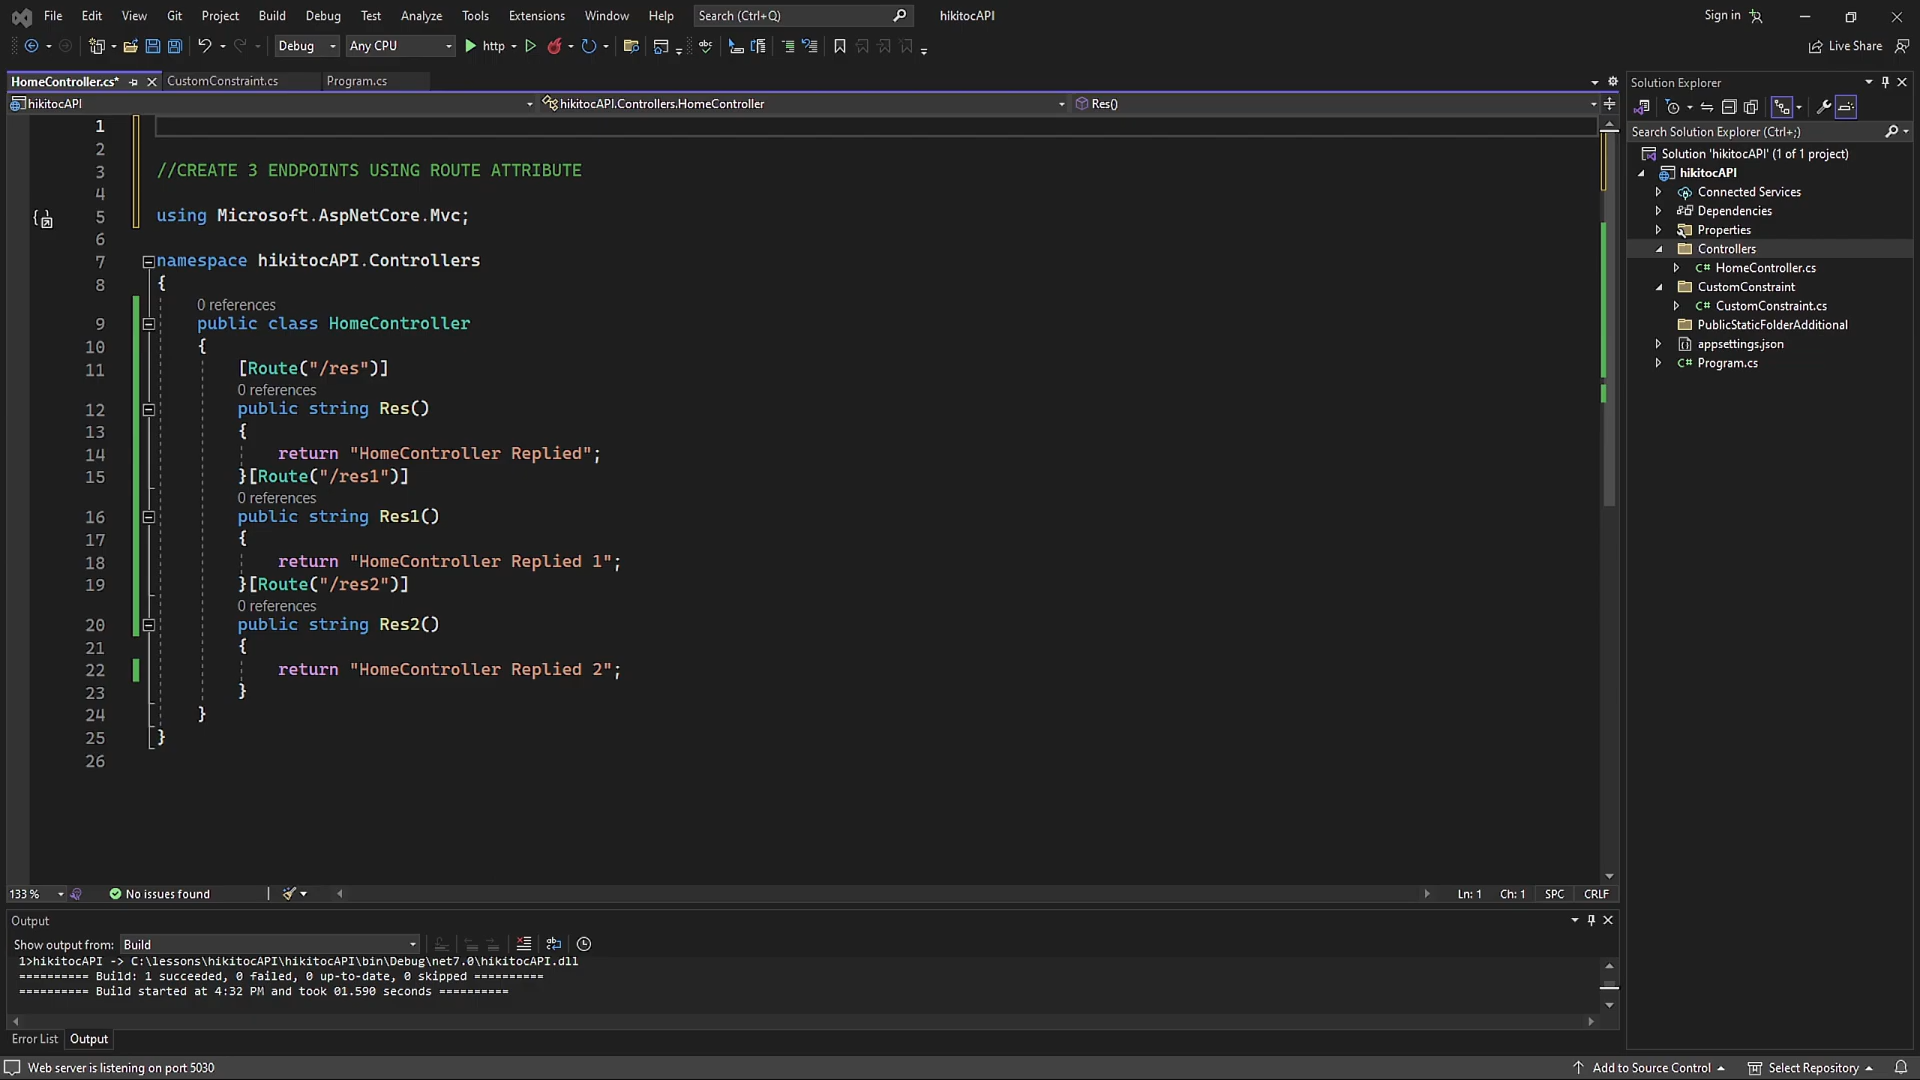 File Edit View Git Project Build Debug Test Analyze Tools Extensions Window Help Search (Ctrl+Q) hikitocAPI Sign in
Debug Any CPU http Live Share
HomeController.cs* CustomConstraint.cs Program.cs
hikitocAPI hikitocAPI.Controllers.HomeController Res()
1
2
3 //CREATE 3 ENDPOINTS USING ROUTE ATTRIBUTE
4
5 using Microsoft.AspNetCore.Mvc;
6
7 namespace hikitocAPI.Controllers
8 {
0 references
9 public class HomeController
10 {
11 [Route("/res")]
0 references
12 public string Res()
13 {
14 return "HomeController Replied";
15 }[Route("/res1")]
0 references
16 public string Res1()
17 {
18 return "HomeController Replied 1";
19 }[Route("/res2")]
0 references
20 public string Res2()
21 {
22 return "HomeController Replied 2";
23 }
24 }
25 }
26
133 % No issues found Ln: 1 Ch: 1 SPC CRLF
Output
Show output from: Build
1>hikitocAPI -> C:\lessons\hikitocAPI\hikitocAPI\bin\Debug\net7.0\hikitocAPI.dll
========== Build: 1 succeeded, 0 failed, 0 up-to-date, 0 skipped ==========
========== Build started at 4:32 PM and took 01.590 seconds ==========
Error List Output
Web server is listening on port 5030 Add to Source Control Select Repository
Solution Explorer
Search Solution Explorer (Ctrl+;)
Solution 'hikitocAPI' (1 of 1 project)
hikitocAPI
Connected Services
Dependencies
Properties
Controllers
C# HomeController.cs
CustomConstraint
C# CustomConstraint.cs
PublicStaticFolderAdditional
appsettings.json
C# Program.cs